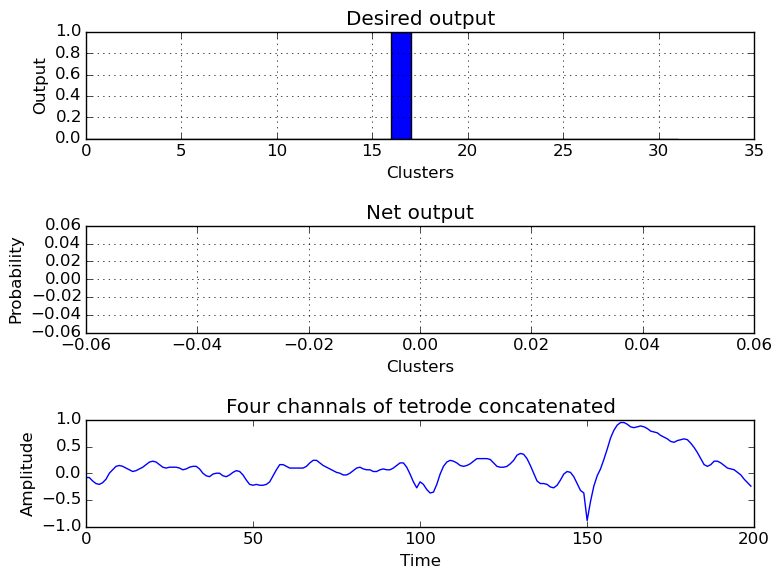 Desired output
1.0
0.8
0.6
0.4
0.2
0.0
Output
0 5 10 15 20 25 30 35
Clusters
Net output
0.06
0.04
0.02
0.00
−0.02
−0.04
−0.06
Probability
−0.06 −0.04 −0.02 0.00 0.02 0.04 0.06
Clusters
Four channels of tetrode concatenated
1.0
0.5
0.0
−0.5
−1.0
Amplitude
0 50 100 150 200
Time